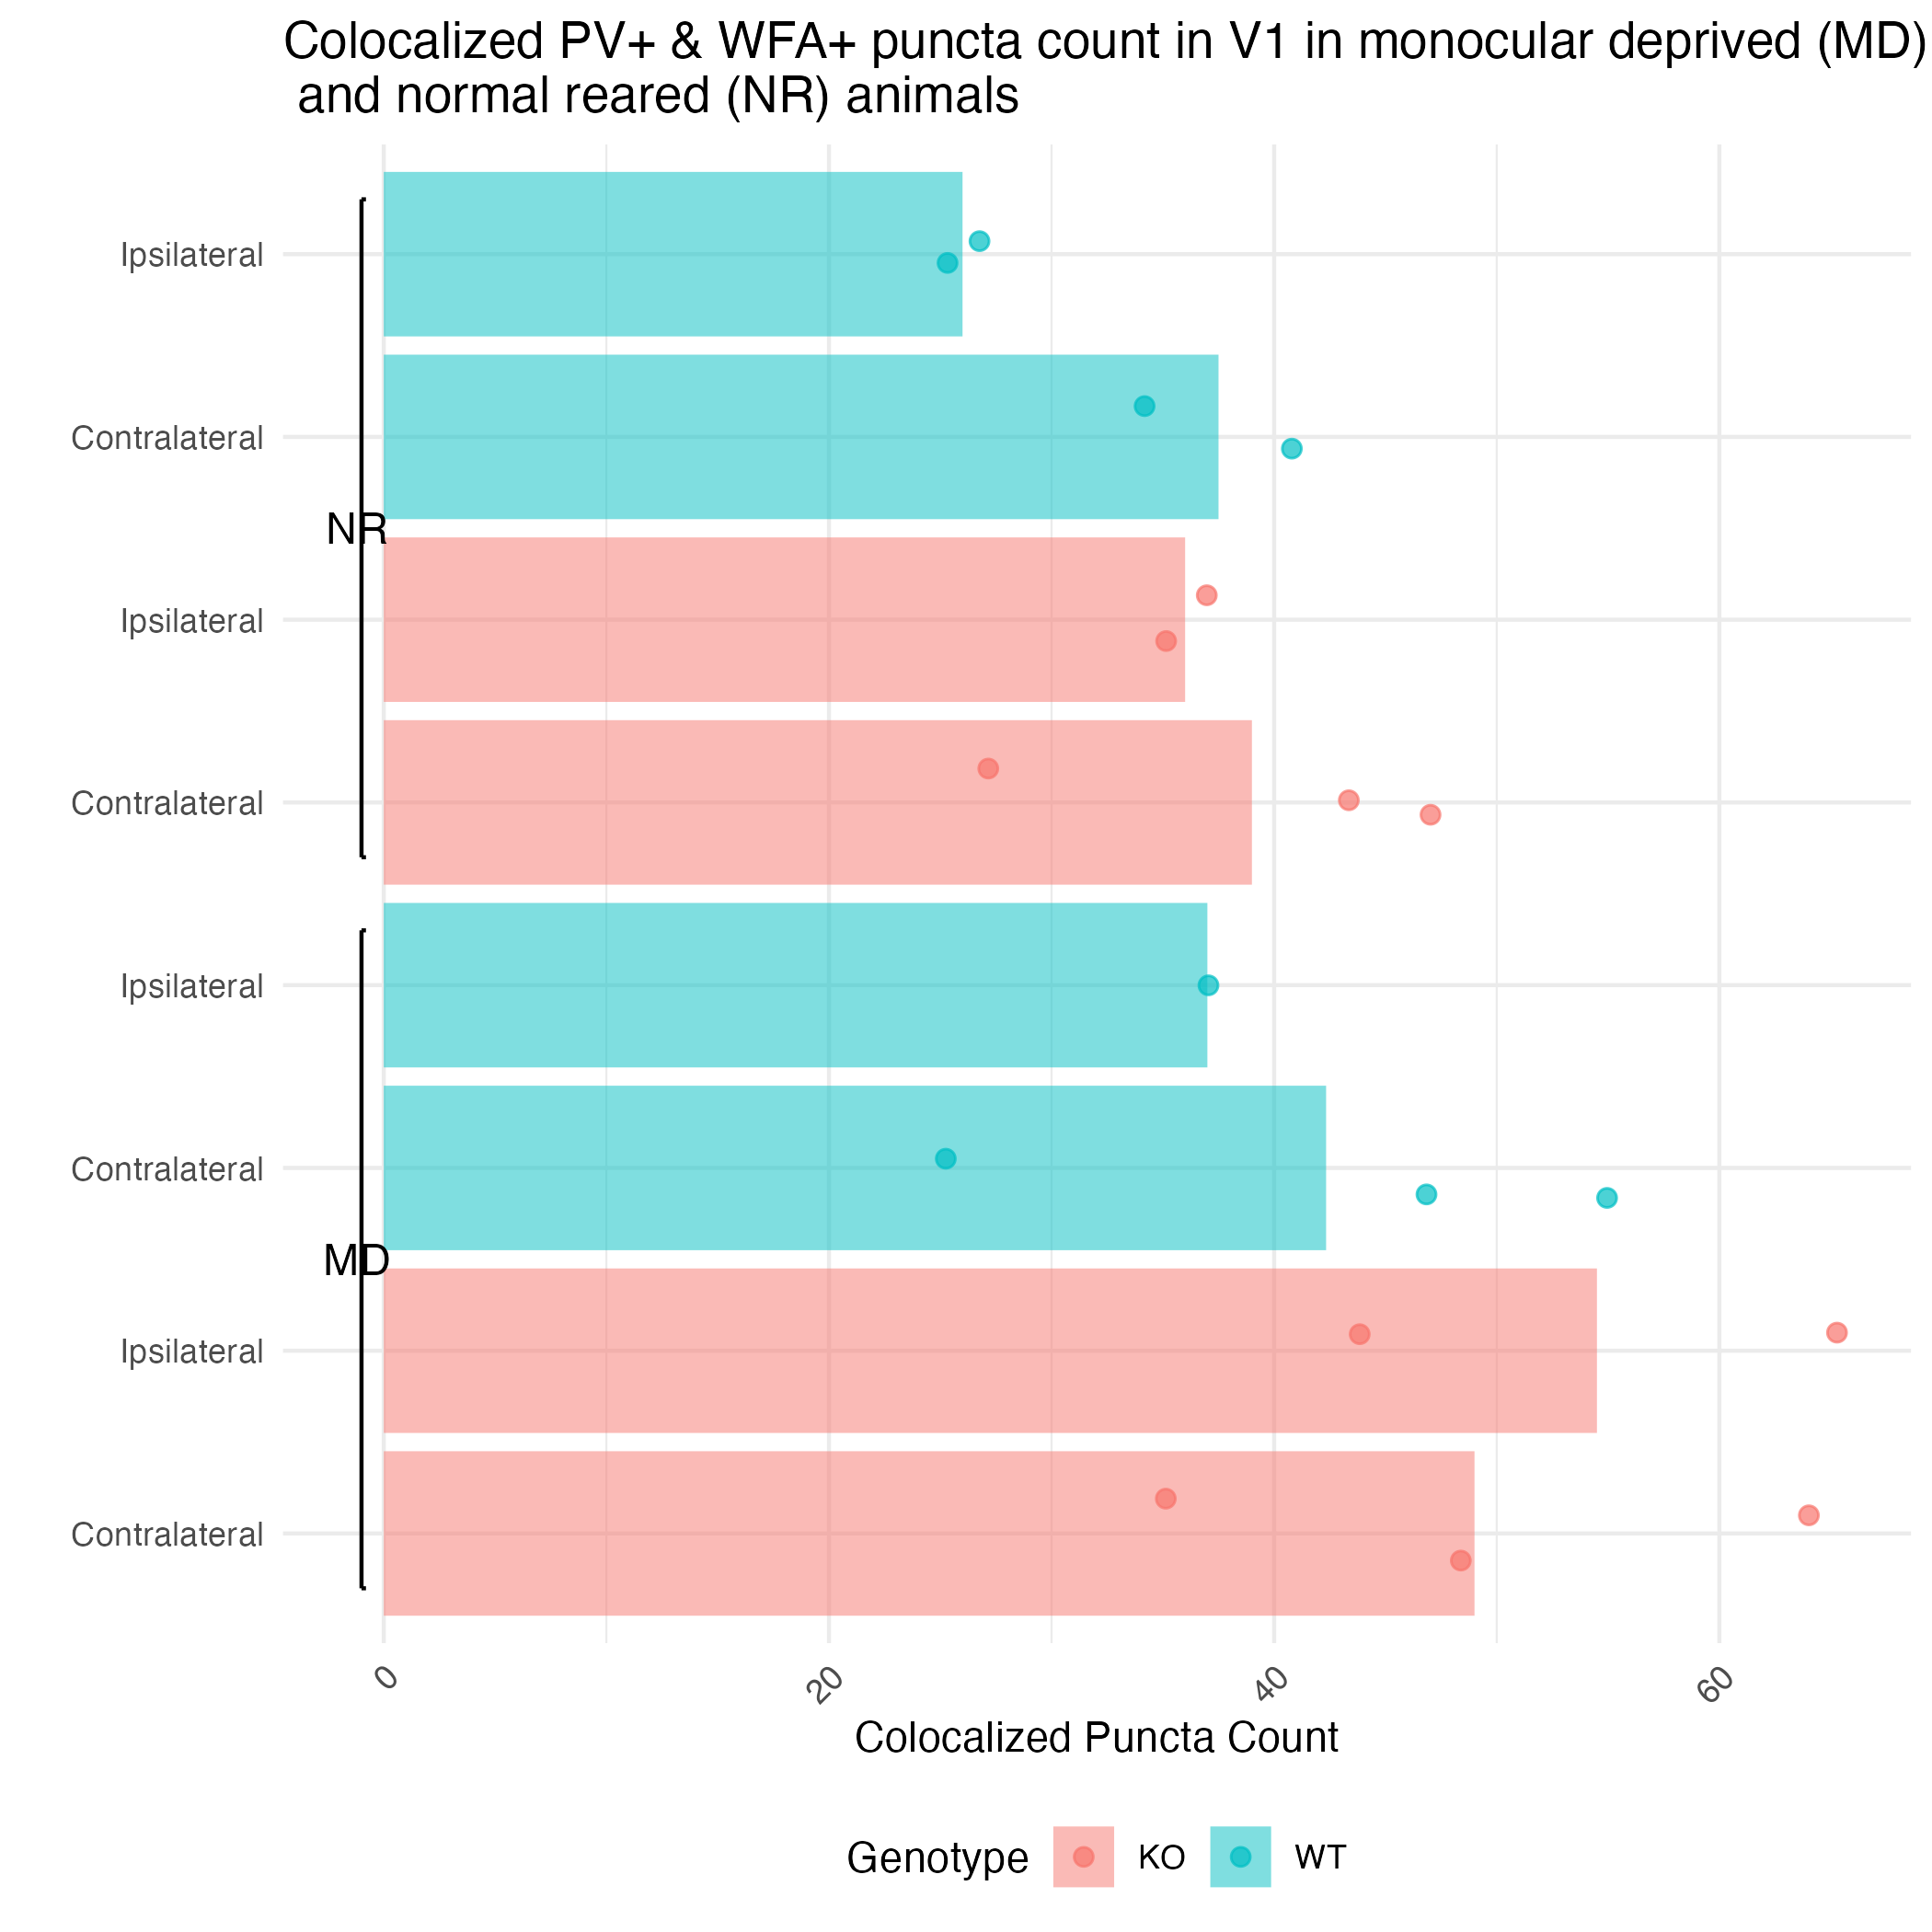 Colocalized PV+ & WFA+ puncta count in V1 in monocular deprived (MD)
and normal reared (NR) animals
Ipsilateral
Contralateral
NR
Ipsilateral
Contralateral
Ipsilateral
Contralateral
MD
Ipsilateral
Contralateral
0 20 40 60
Colocalized Puncta Count
Genotype KO WT